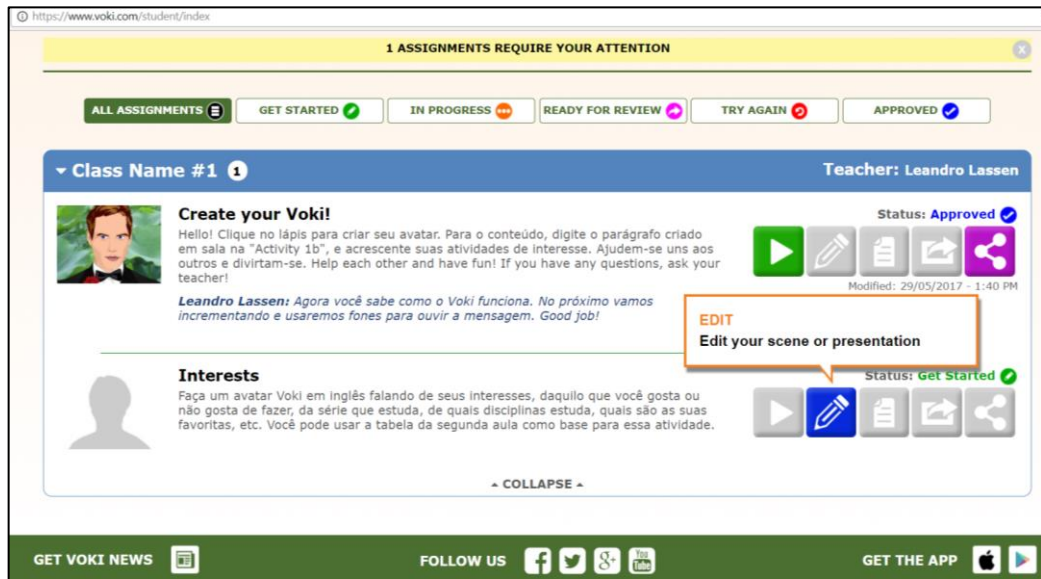 https://www.voki.com/student/index
1 ASSIGNMENTS REQUIRE YOUR ATTENTION
ALL ASSIGNMENTS GET STARTED IN PROGRESS READY FOR REVIEW TRY AGAIN APPROVED
Class Name #1 1 Teacher: Leandro Lassen
Create your Voki!
Status: Approved
Hello! Clique no lápis para criar seu avatar. Para o conteúdo, digite o parágrafo criado
em sala na "Activity 1b", e acrescente suas atividades de interesse. Ajudem-se uns aos
outros e divirtam-se. Help each other and have fun! If you have any questions, ask your
teacher!
Modified: 29/05/2017 - 1:40 PM
Leandro Lassen: Agora você sabe como o Voki funciona. No próximo vamos
incrementando e usaremos fones para ouvir a mensagem. Good job!
EDIT
Edit your scene or presentation
Interests
Status: Get Started
Faça um avatar Voki em inglês falando de seus interesses, daquilo que você gosta ou
não gosta de fazer, da série que estuda, de quais disciplinas estuda, quais são as suas
favoritas, etc. Você pode usar a tabela da segunda aula como base para essa atividade.
COLLAPSE
GET VOKI NEWS FOLLOW US You Tube GET THE APP